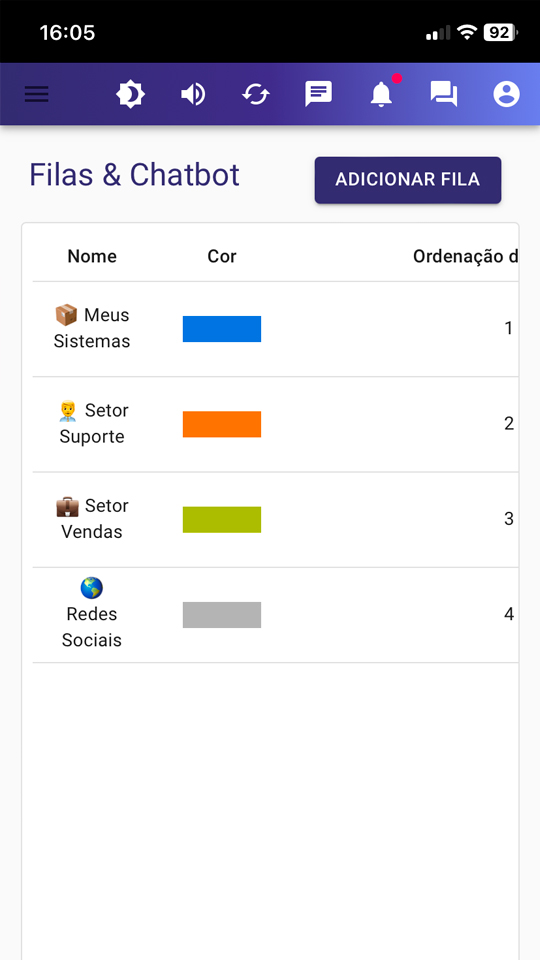 16:05
92
Filas & Chatbot
ADICIONAR FILA
Nome Cor Ordenação d
📦 Meus
Sistemas
1
👨‍💼 Setor
Suporte
2
💼 Setor
Vendas
3
🌎
Redes
Sociais
4